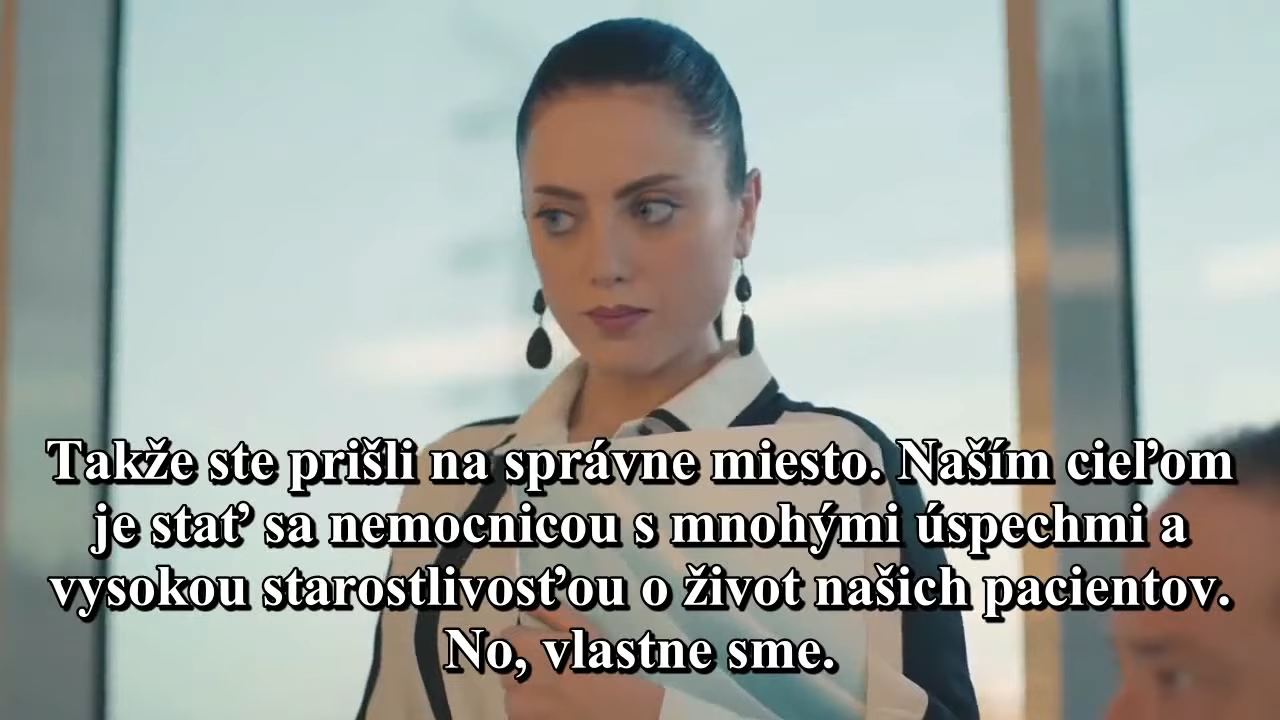 Takže ste prišli na správne miesto. Naším cieľom
je stať sa nemocnicou s mnohými úspechmi a
vysokou starostlivosťou o život našich pacientov.
No, vlastne sme.